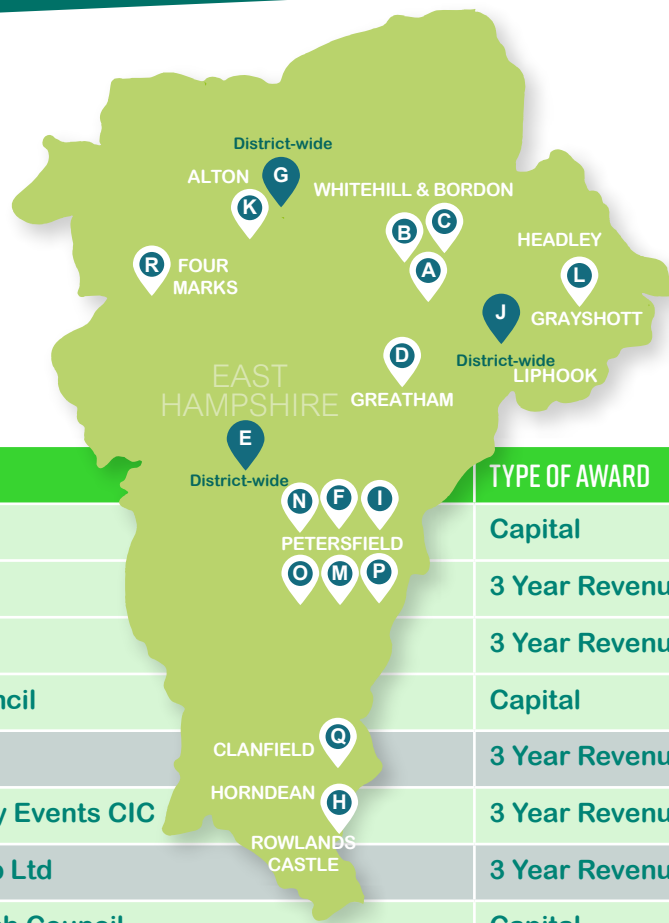 District-wide
ALTON
G
WHITEHILL & BORDON
K
B
C
HEADLEY
R
FOUR
MARKS
A
L
J
GRAYSHOTT
District-wide
LIPHOOK
D
EAST
HAMPSHIRE
GREATHAM
E
District-wide
TYPE OF AWARD
N F I
PETERSFIELD
Capital
O M P
3 Year Revenu
3 Year Revenu
ncil
Capital
Q
CLANFIELD
3 Year Revenu
HORNDEAN
H
y Events CIC
3 Year Revenu
ROWLANDS
CASTLE
o Ltd
3 Year Revenu